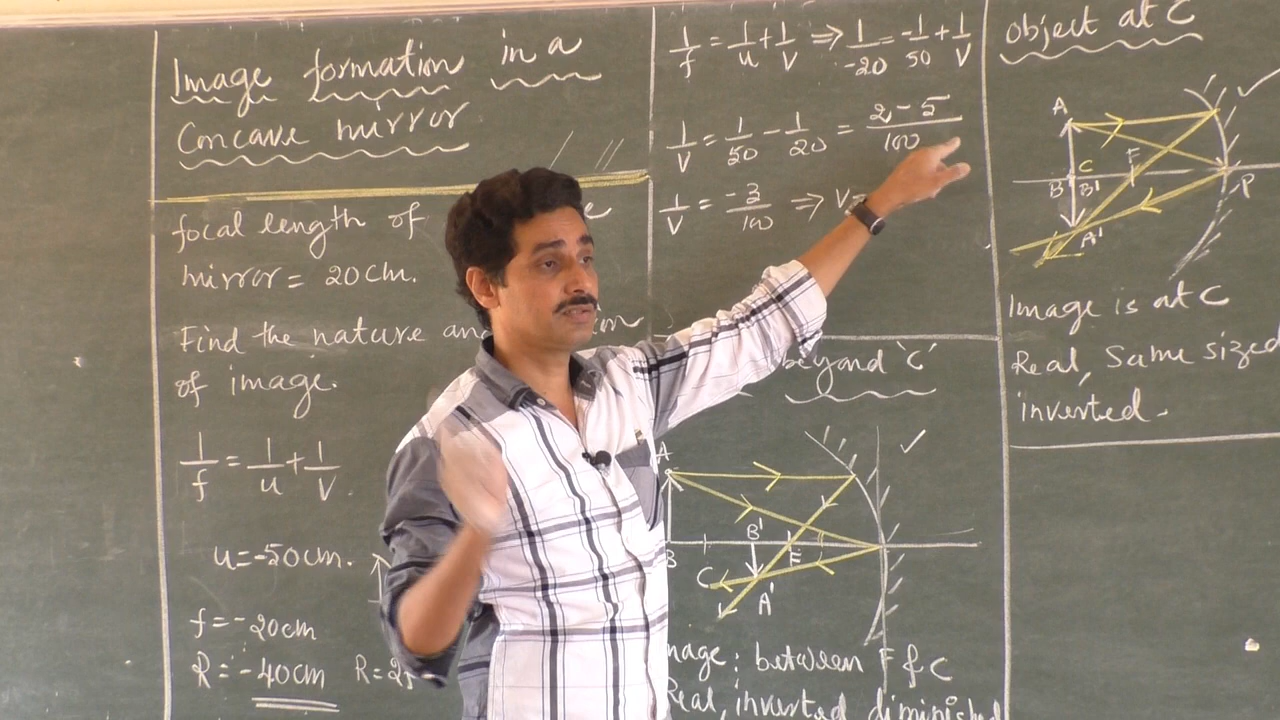 Image formation in a
Concave mirror
focal length of
mirror = 20cm.
Find the nature
of image.
1/f = 1/u + 1/v
u = -50cm.
f = -20cm
R = -40cm R = 2f
1/f = 1/u + 1/v ⇒ 1/-20 = -1/50 + 1/v
1/v = 1/50 - 1/20 = 2-5/100
1/v = -3/100 ⇒ V=
beyond 'C'
A
B
C
B'
F
A'
between F & C
Real, inverted diminished
object at C
A
C
F
B B'
P
A'
Image is at C
Real, Same sized
inverted.